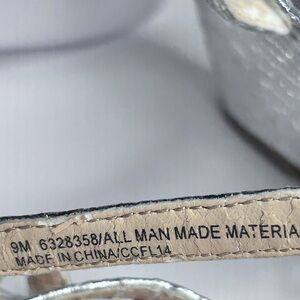 9M 6328358/ALL MAN MADE MATERIA
MADE IN CHINA/CCFL14